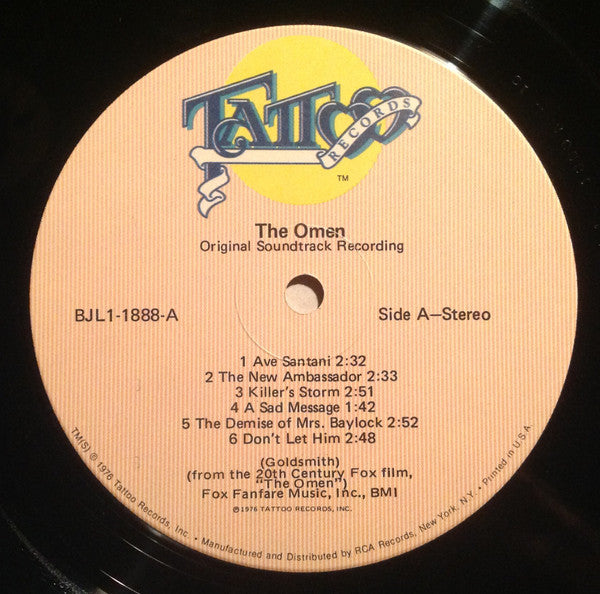 TATTOO
RECORDS
TM
The Omen
Original Soundtrack Recording
BJL1-1888-A
Side A—Stereo
1 Ave Santani 2:32
2 The New Ambassador 2:33
3 Killer's Storm 2:51
4 A Sad Message 1:42
5 The Demise of Mrs. Baylock 2:52
6 Don't Let Him 2:48
(Goldsmith)
(from the 20th Century Fox film,
"The Omen")
Fox Fanfare Music, Inc., BMI
©1976 TATTOO RECORDS, INC.
TM(S) © 1976 Tattoo Records, Inc. • Manufactured and Distributed by RCA Records, New York, N.Y. • Printed in U.S.A.